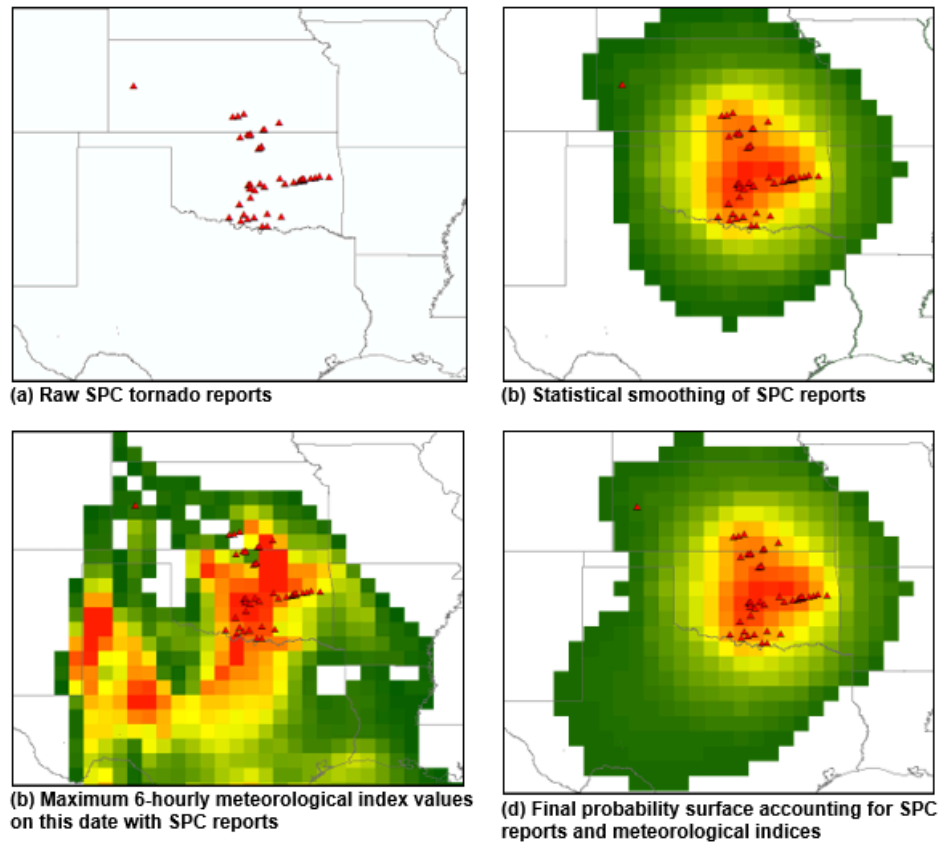 (a) Raw SPC tornado reports
(b) Statistical smoothing of SPC reports
(b) Maximum 6-hourly meteorological index values
on this date with SPC reports
(d) Final probability surface accounting for SPC
reports and meteorological indices